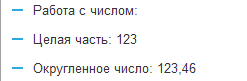 Работа с числом:
Целая часть: 123
Округленное число: 123,46